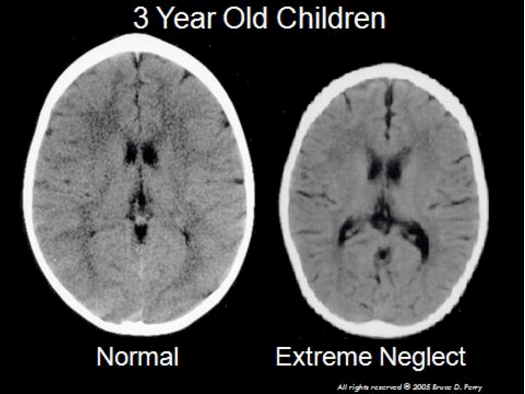 3 Year Old Children
Normal
Extreme Neglect
All rights reserved © 2005 Bruce D. Perry